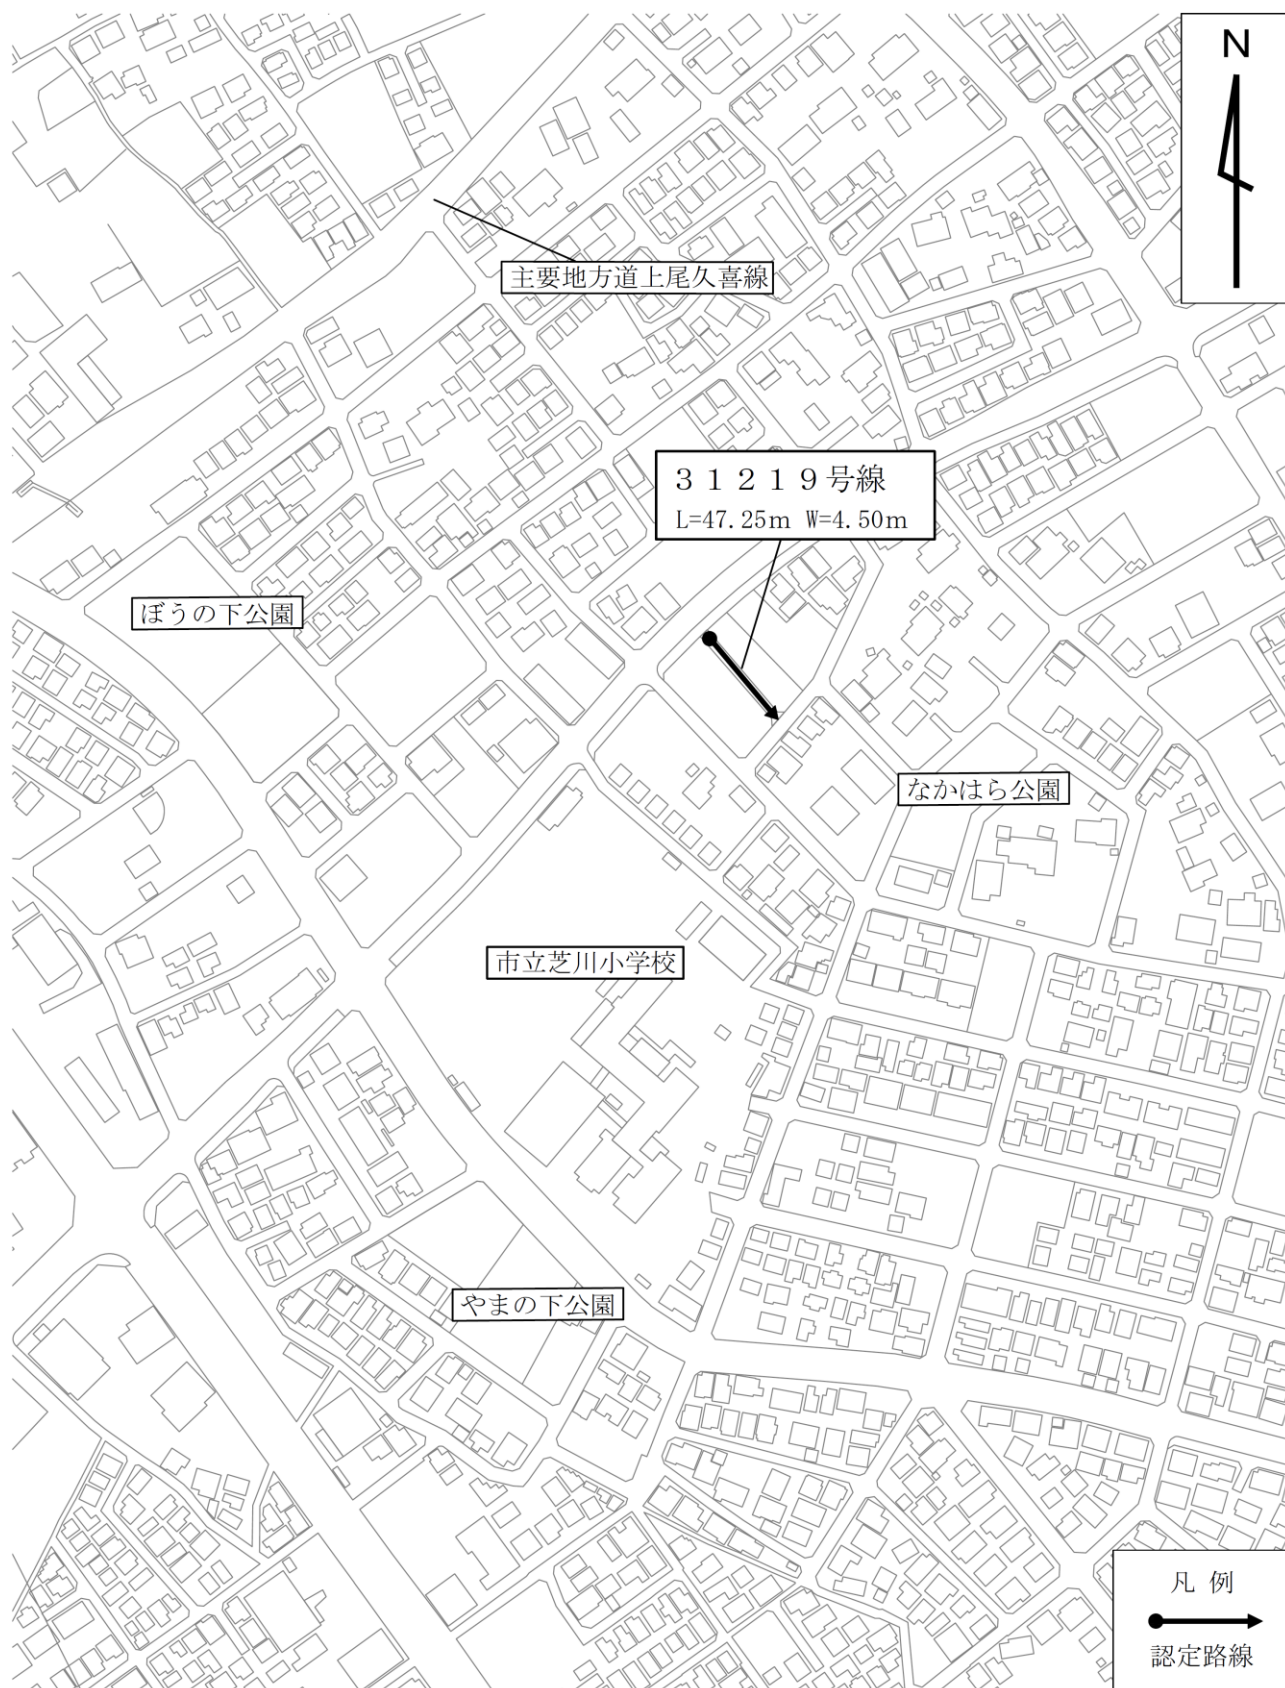 N
主要地方道上尾久喜線
３１２１９号線
L=47.25m W=4.50m
ぼうの下公園
なかはら公園
市立芝川小学校
やまの下公園
凡 例
認定路線